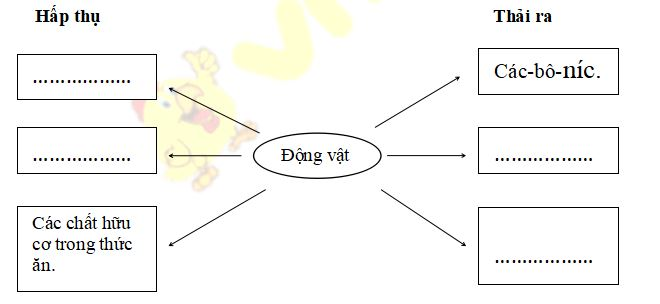 Hấp thụ
Thải ra
………………
Các-bô-níc.
………………
Động vật
………………
Các chất hữu
cơ trong thức
ăn.
………………